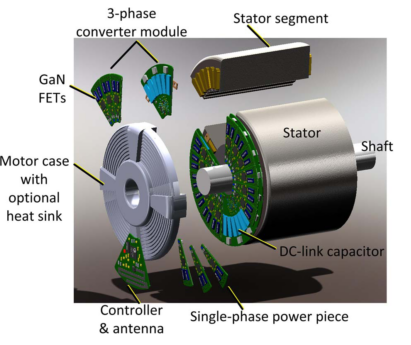 3-phase
converter module
Stator segment
GaN
FETs
Stator
Shaft
Motor case
with
optional
heat sink
DC-link capacitor
Controller
& antenna
Single-phase power piece